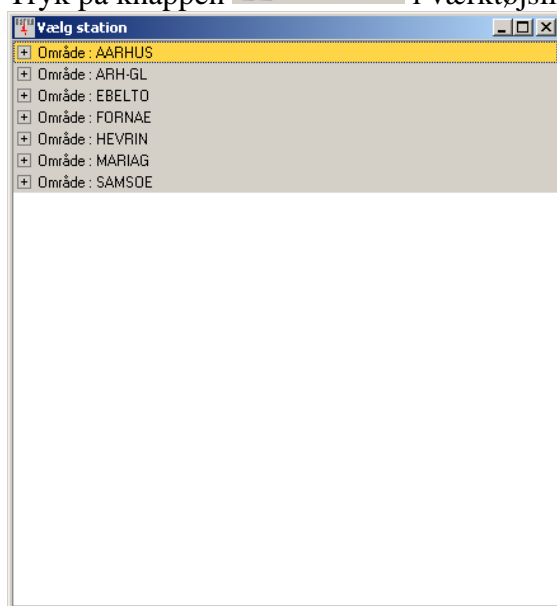 Tryk på knappen i værktøjsli
Vælg station
Område : AARHUS
Område : ARH-GL
Område : EBELTO
Område : FORNAE
Område : HEVRIN
Område : MARIAG
Område : SAMSOE